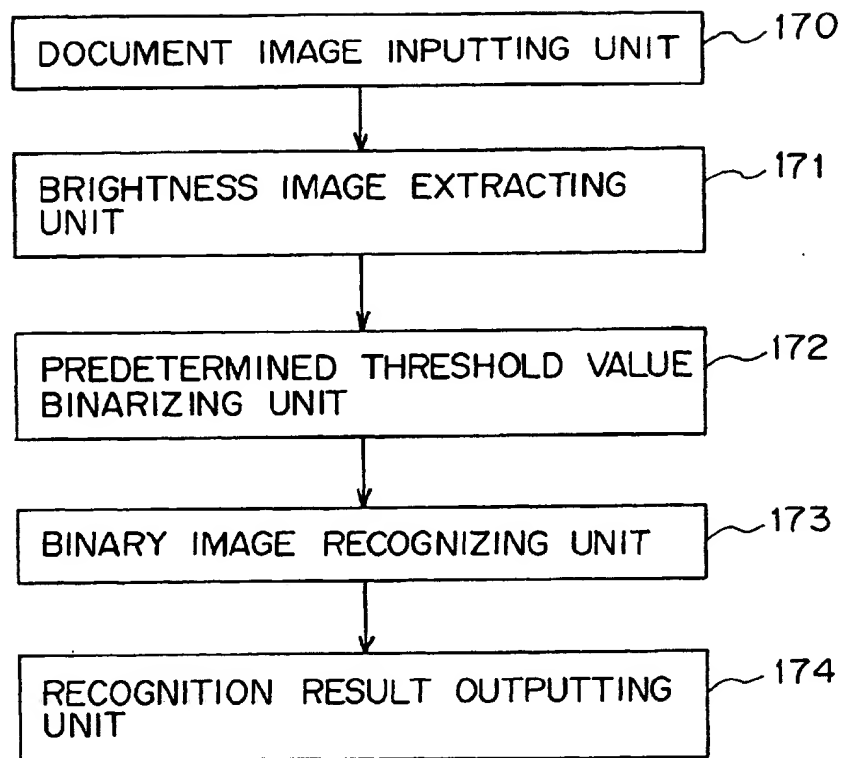 DOCUMENT IMAGE INPUTTING UNIT
170
BRIGHTNESS IMAGE EXTRACTING
UNIT
171
PREDETERMINED THRESHOLD VALUE
BINARIZING UNIT
172
BINARY IMAGE RECOGNIZING UNIT
173
RECOGNITION RESULT OUTPUTTING
UNIT
174